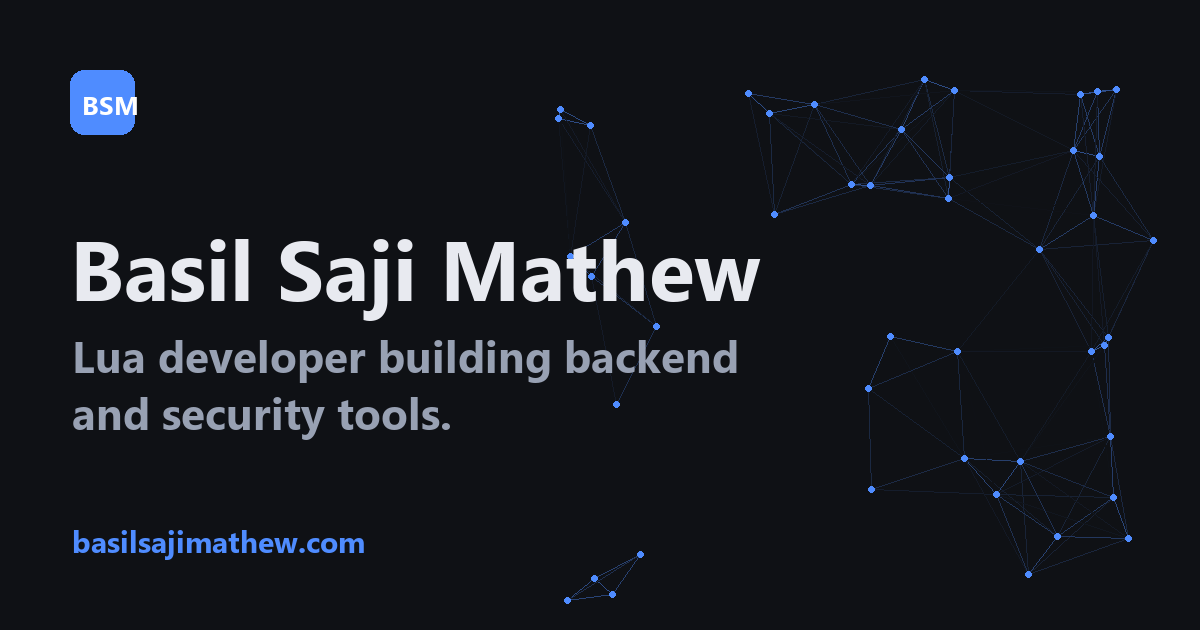 BSM
Basil Saji Mathew
Lua developer building backend
and security tools.
basilsajimathew.com